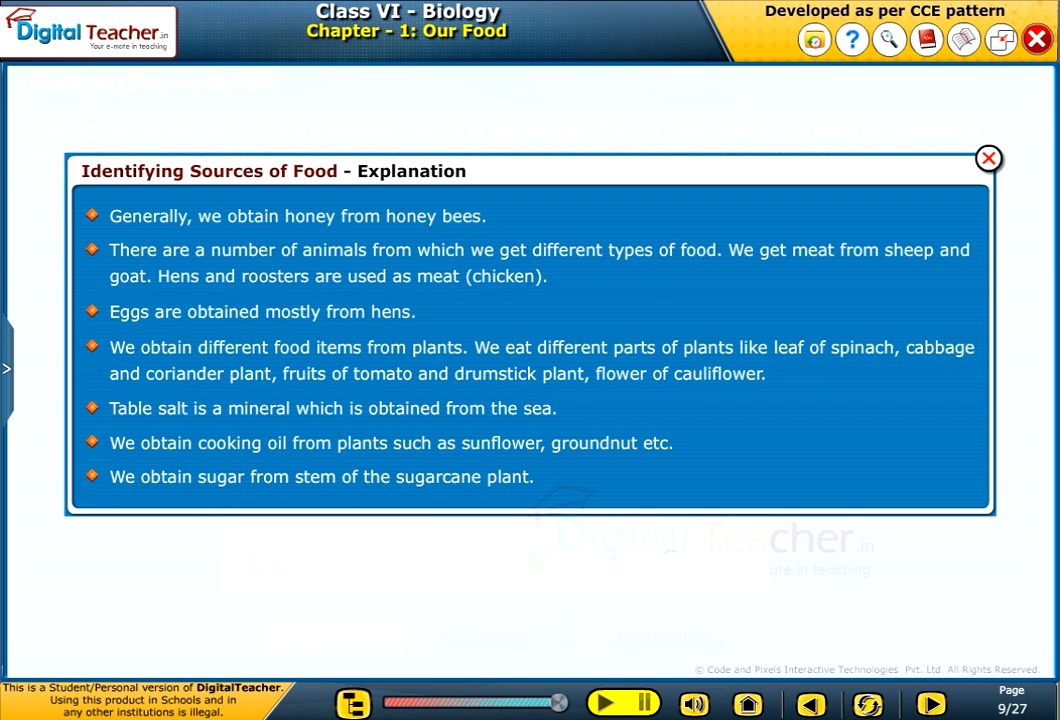 Digital Teacher.in
Your e-mate in teaching
Class VI - Biology
Chapter - 1: Our Food
Developed as per CCE pattern
Identifying Sources of Food - Explanation
Generally, we obtain honey from honey bees.
There are a number of animals from which we get different types of food. We get meat from sheep and
goat. Hens and roosters are used as meat (chicken).
Eggs are obtained mostly from hens.
We obtain different food items from plants. We eat different parts of plants like leaf of spinach, cabbage
and coriander plant, fruits of tomato and drumstick plant, flower of cauliflower.
Table salt is a mineral which is obtained from the sea.
We obtain cooking oil from plants such as sunflower, groundnut etc.
We obtain sugar from stem of the sugarcane plant.
Digital Teacher.in
ate in teaching
© Code and Pixels Interactive Technologies Pvt. Ltd. All Rights Reserved.
This is a Student/Personal version of DigitalTeacher.
Using this product in Schools and in
any other institutions is illegal.
Page
9/27